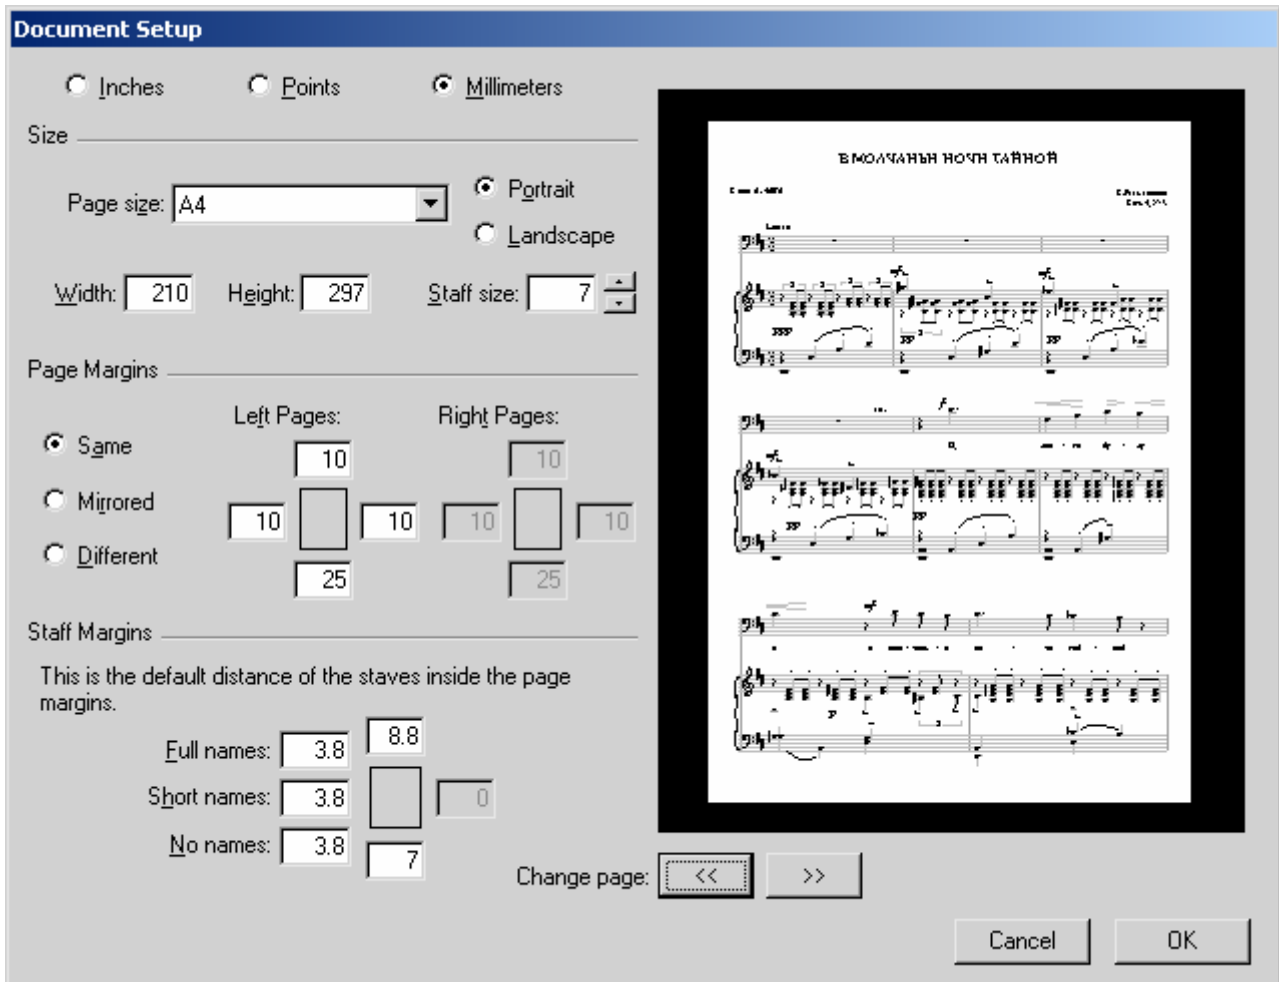 Document Setup
Inches Points Millimeters
Size
Page size: A4
Portrait
Landscape
Width: 210 Height: 297 Staff size: 7
Page Margins
Left Pages: Right Pages:
Same
Mirrored
Different
10 10
10 10 10 10
25 25
Staff Margins
This is the default distance of the staves inside the page
margins.
Full names: 3.8 8.8
Short names: 3.8 0
No names: 3.8 7
Change page: << >>
Cancel OK
В МОЛЧАНЬИ НОЧИ ТАЙНОЙ